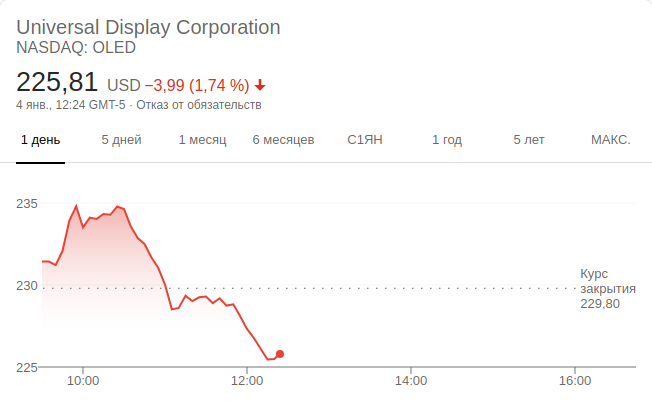 Universal Display Corporation
NASDAQ: OLED
225,81 USD −3,99 (1,74 %)
4 янв., 12:24 GMT-5 · Отказ от обязательств
1 день 5 дней 1 месяц 6 месяцев С1ЯН 1 год 5 лет МАКС.
235
230
225
Курс
закрытия
229,80
10:00 12:00 14:00 16:00